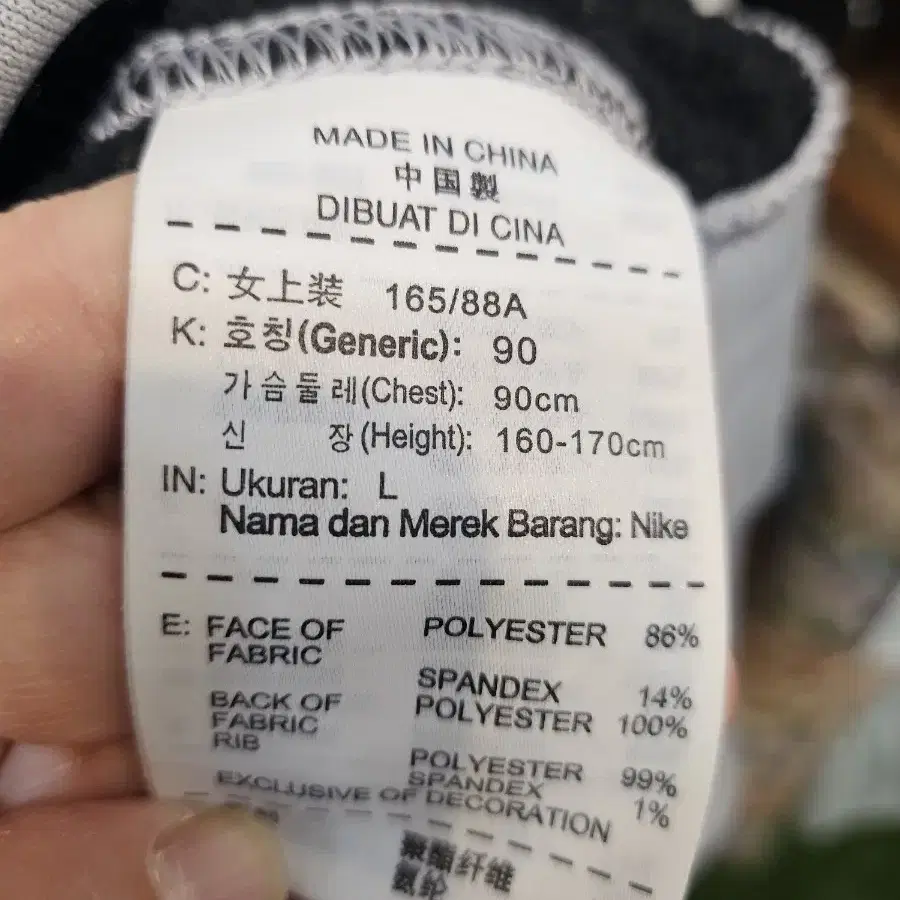 MADE IN CHINA
中国製
DIBUAT DI CINA
C: 女上装 165/88A
K: 호칭(Generic): 90
가슴둘레(Chest): 90cm
신 장(Height): 160-170cm
IN: Ukuran: L
Nama dan Merek Barang: Nike
E: FACE OF POLYESTER 86%
FABRIC
SPANDEX 14%
BACK OF POLYESTER 100%
FABRIC
RIB POLYESTER 99%
SPANDEX 1%
EXCLUSIVE OF DECORATION
聚酯纤维
氨纶